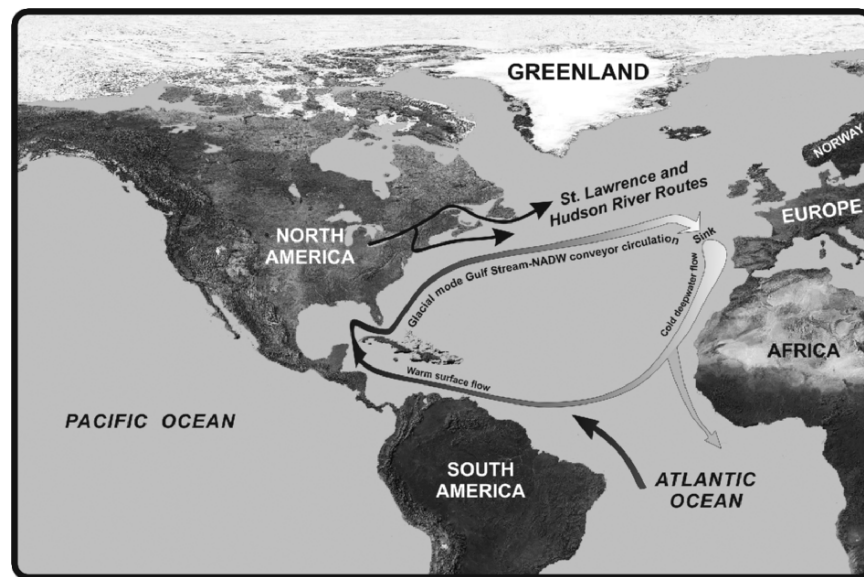 GREENLAND
NORWAY
St. Lawrence and
Hudson River Routes
EUROPE
NORTH
AMERICA
Sink
Glacial mode Gulf Stream-NADW conveyor circulation
Cold deepwater flow
AFRICA
Warm surface flow
PACIFIC OCEAN
SOUTH
AMERICA
ATLANTIC
OCEAN